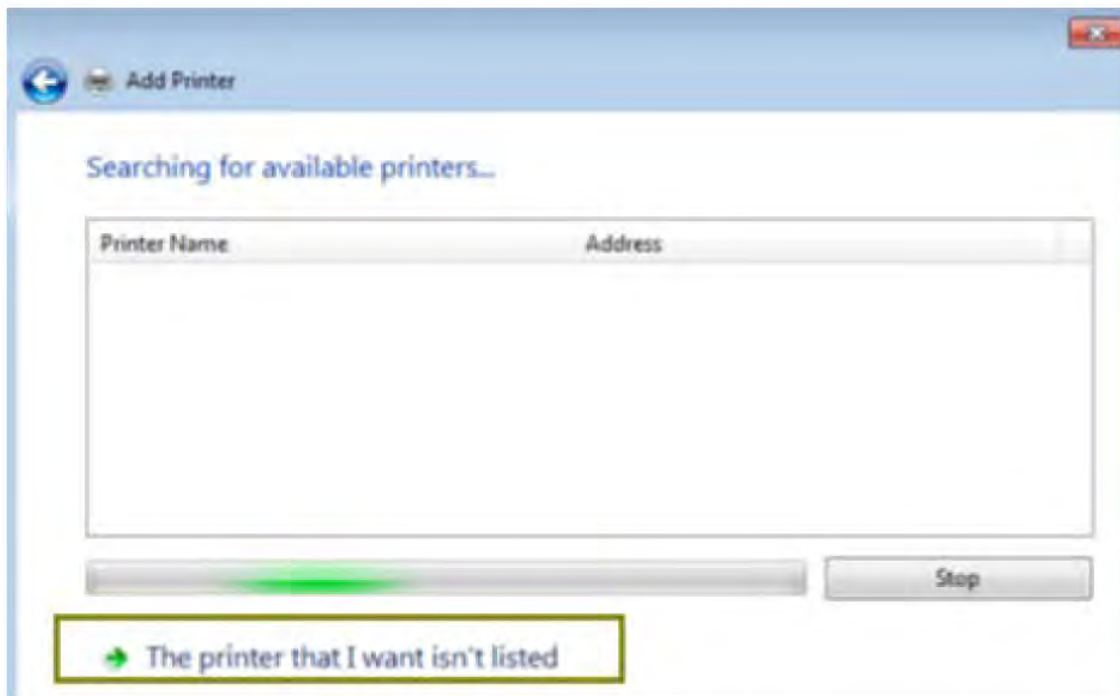 Add Printer
Searching for available printers...
Printer Name Address
Stop
The printer that I want isn't listed